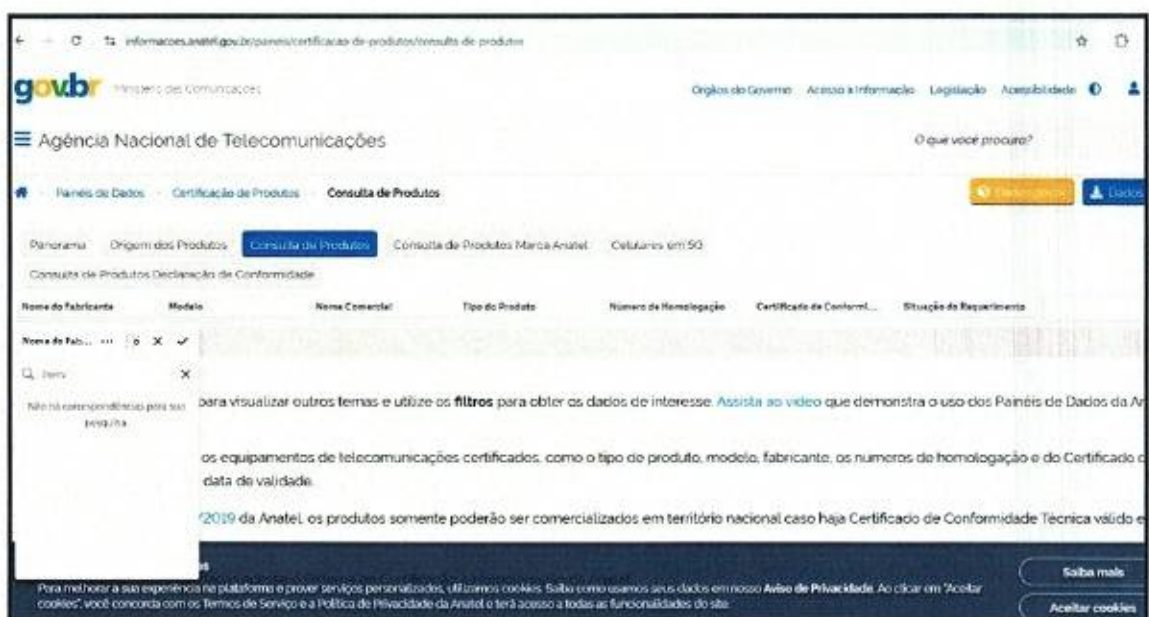 informacoes.anatel.gov.br/paineis/certificacao-de-produtos/consulta-de-produtos
gov.br Ministério das Comunicações
Órgãos do Governo Acesso à Informação Legislação Acessibilidade
Agência Nacional de Telecomunicações
O que você procura?
Painéis de Dados Certificação de Produtos Consulta de Produtos
Dados
Panorama Origem dos Produtos Consulta de Produtos Consulta de Produtos Marca Anatel Celulares em 5G
Consulta de Produtos Declaração de Conformidade
Nome do Fabricante Modelo Nome Comercial Tipo do Produto Número de Homologação Certificado de Conformi... Situação do Requerimento
Nome do Fab... ...
Não há correspondências para sua
pesquisa.
para visualizar outros temas e utilize os filtros para obter os dados de interesse. Assista ao vídeo que demonstra o uso dos Painéis de Dados da An
os equipamentos de telecomunicações certificados, como o tipo de produto, modelo, fabricante, os números de homologação e do Certificado d
data de validade.
/2019 da Anatel, os produtos somente poderão ser comercializados em território nacional caso haja Certificado de Conformidade Técnica válido e
s
Para melhorar a sua experiência na plataforma e prover serviços personalizados, utilizamos cookies. Saiba como usamos seus dados em nosso Aviso de Privacidade. Ao clicar em "Aceitar
cookies", você concorda com os Termos de Serviço e a Política de Privacidade da Anatel e terá acesso a todas as funcionalidades do site.
Saiba mais
Aceitar cookies